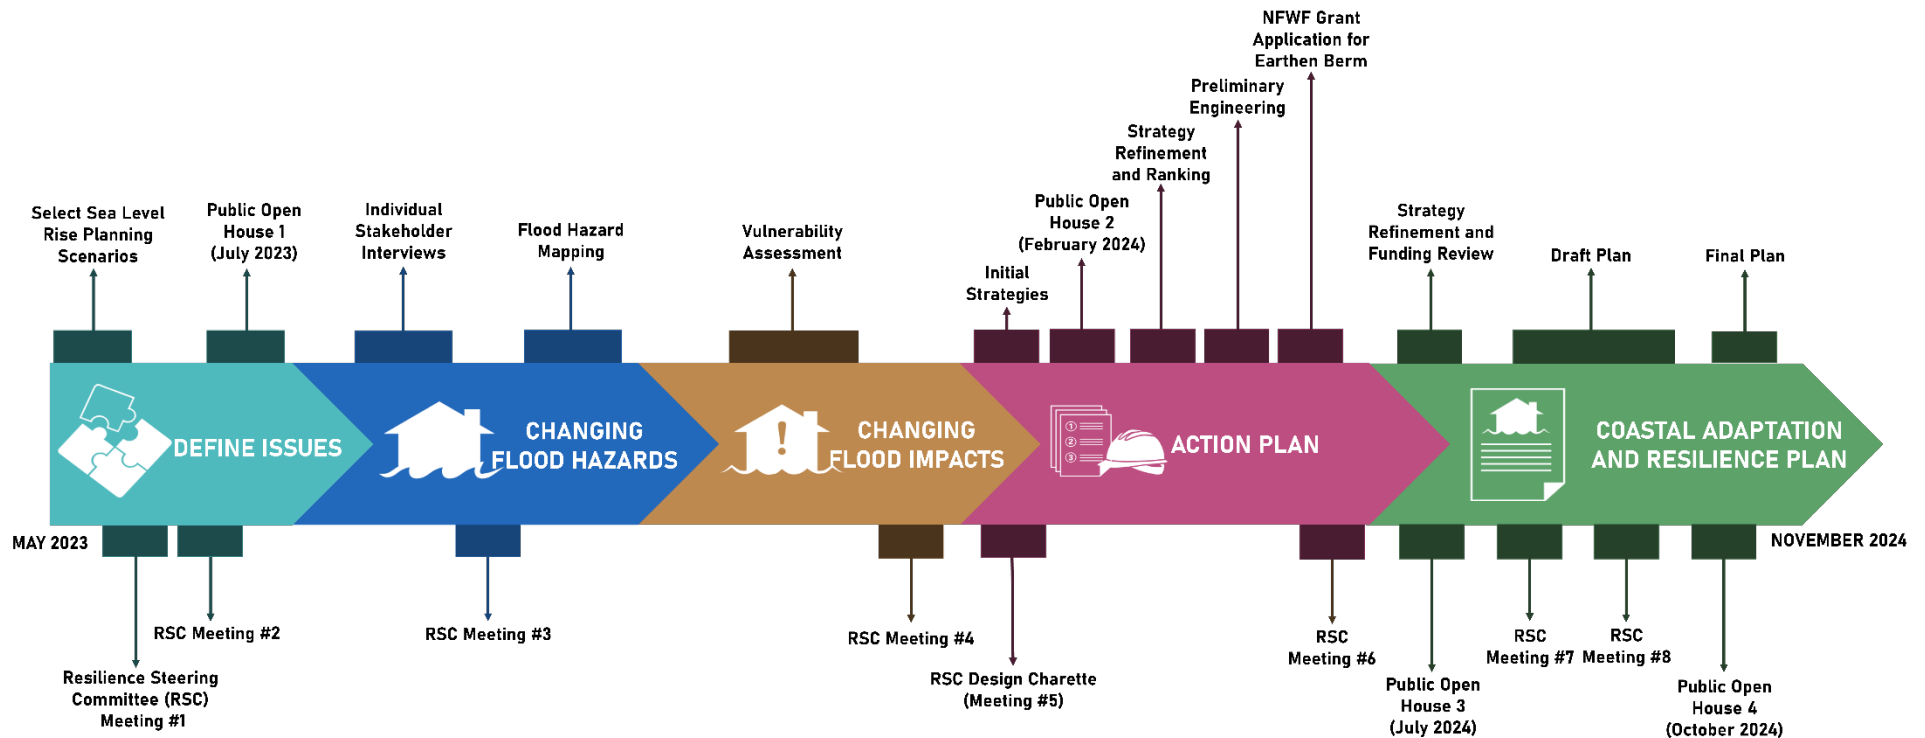 NFWF Grant
Application for
Earthen Berm
Preliminary
Engineering
Strategy
Refinement
and Ranking
Public Open
House 2
(February 2024)
Initial
Strategies
Select Sea Level
Rise Planning
Scenarios
Public Open
House 1
(July 2023)
Individual
Stakeholder
Interviews
Flood Hazard
Mapping
Vulnerability
Assessment
Strategy
Refinement and
Funding Review
Draft Plan
Final Plan
DEFINE ISSUES
CHANGING
FLOOD HAZARDS
CHANGING
FLOOD IMPACTS
1
2
3
ACTION PLAN
COASTAL ADAPTATION
AND RESILIENCE PLAN
MAY 2023
NOVEMBER 2024
Resilience Steering
Committee (RSC)
Meeting #1
RSC Meeting #2
RSC Meeting #3
RSC Meeting #4
RSC Design Charette
(Meeting #5)
RSC
Meeting #6
Public Open
House 3
(July 2024)
RSC
Meeting #7
RSC
Meeting #8
Public Open
House 4
(October 2024)